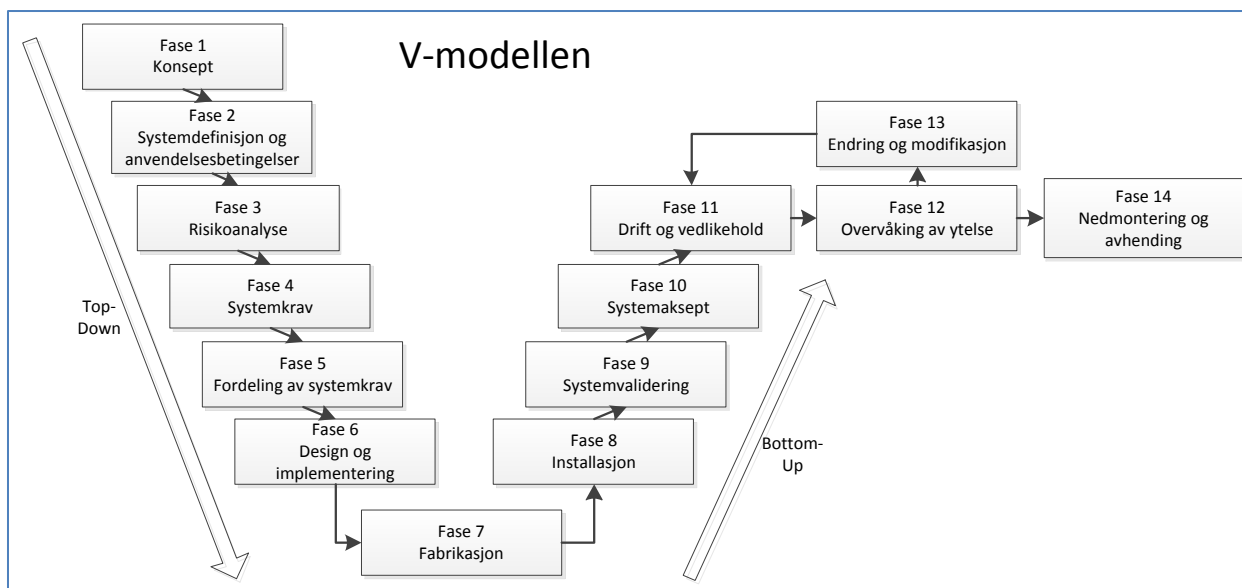 V-modellen
Fase 1
Konsept
Fase 2
Systemdefinisjon og
anvendelsesbetingelser
Fase 3
Risikoanalyse
Fase 4
Systemkrav
Fase 5
Fordeling av systemkrav
Fase 6
Design og
implementering
Fase 7
Fabrikasjon
Fase 8
Installasjon
Fase 9
Systemvalidering
Fase 10
Systemaksept
Fase 11
Drift og vedlikehold
Fase 12
Overvåking av ytelse
Fase 13
Endring og modifikasjon
Fase 14
Nedmontering og
avhending
Top-
Down
Bottom-
Up